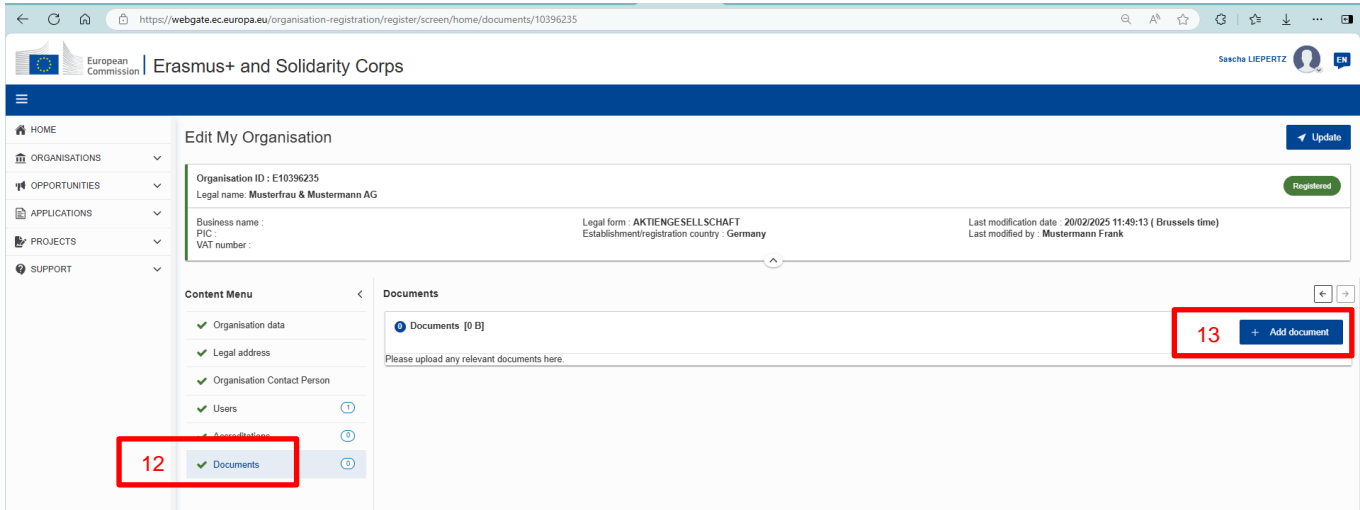 https://webgate.ec.europa.eu/organisation-registration/register/screen/home/documents/10396235
European Commission
Erasmus+ and Solidarity Corps
Sascha LIEPERTZ
EN
HOME
ORGANISATIONS
OPPORTUNITIES
APPLICATIONS
PROJECTS
SUPPORT
Edit My Organisation
Update
Organisation ID : E10396235
Legal name: Musterfrau & Mustermann AG
Registered
Business name :
PIC :
VAT number :
Legal form : AKTIENGESELLSCHAFT
Establishment/registration country : Germany
Last modification date : 20/02/2025 11:49:13 ( Brussels time)
Last modified by : Mustermann Frank
Content Menu
Organisation data
Legal address
Organisation Contact Person
Users 1
Accreditations 0
12 Documents 0
Documents
0 Documents [0 B]
13 + Add document
Please upload any relevant documents here.